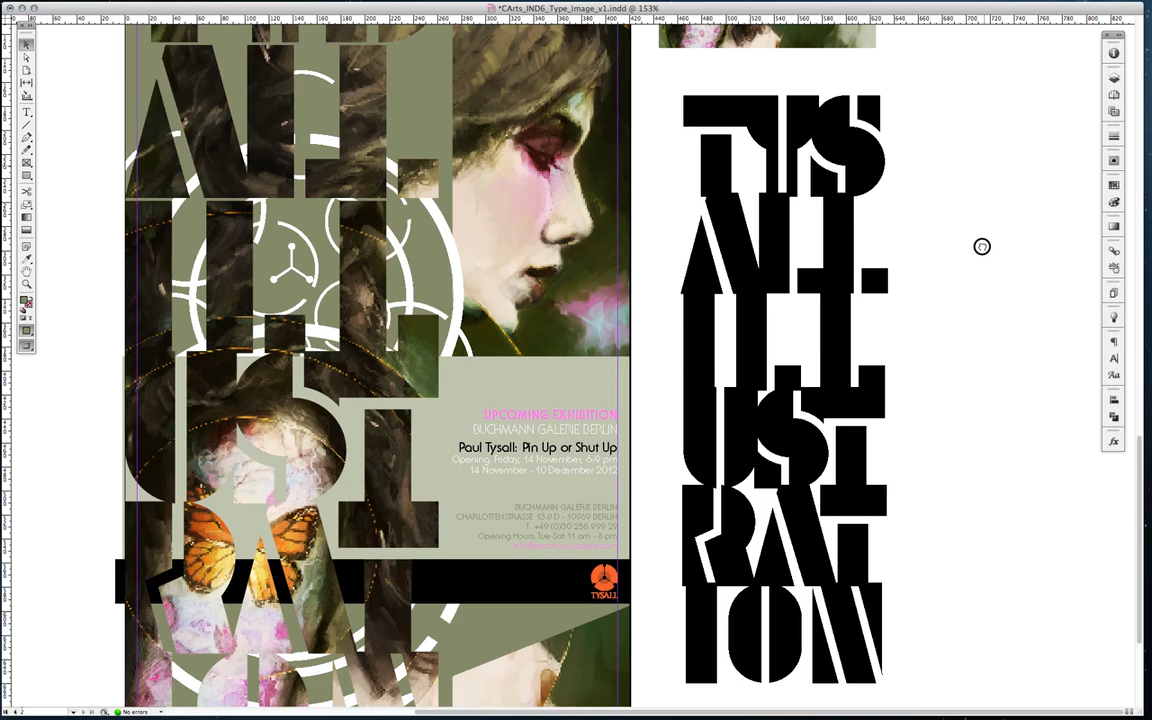 *CArts_IND6_Type_Image_v1.indd @ 153%
UPCOMING EXHIBITION
BUCHMANN GALERIE BERLIN
Paul Tysall: Pin Up or Shut Up
Opening: Friday, 14 November, 6-9 pm
14 November - 10 December 2012
BUCHMANN GALERIE BERLIN
CHARLOTTENSTRASSE 13 // D - 10969 BERLIN
T. +49 (0)30 258 999 29
Opening Hours: Tue-Sat 11 am - 6 pm
TYSALL
TYS
ALL
ILL
UST
RAT
ION
No errors